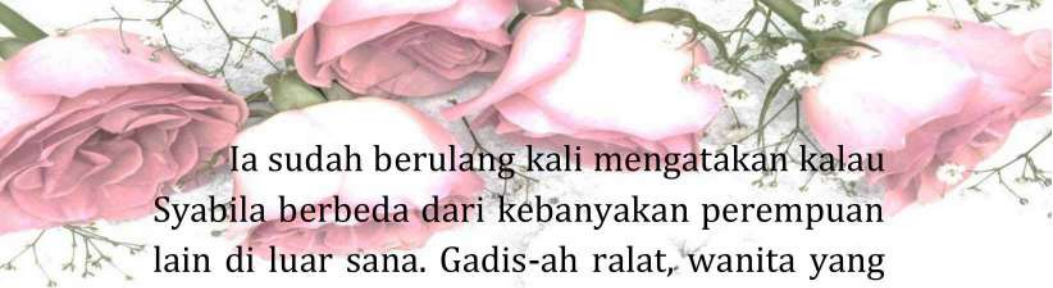 Ia sudah berulang kali mengatakan kalau
Syabila berbeda dari kebanyakan perempuan
lain di luar sana. Gadis-ah ralat, wanita yang